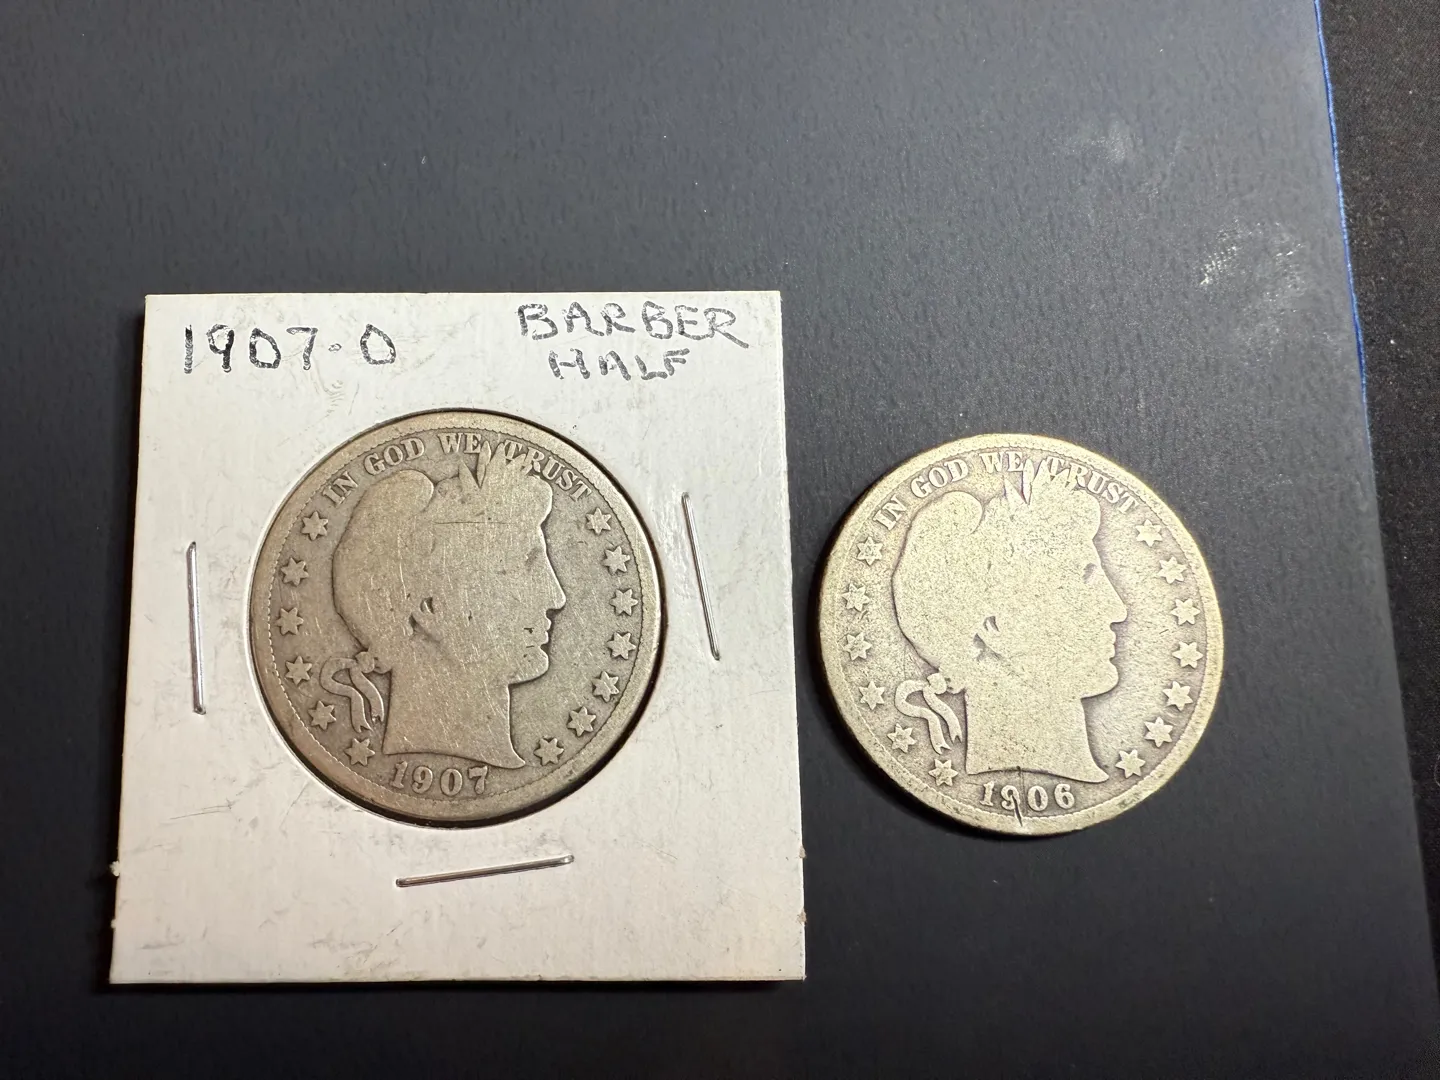 1907-O
BARBER
HALF
IN GOD WE TRUST
1907
IN GOD WE TRUST
1906